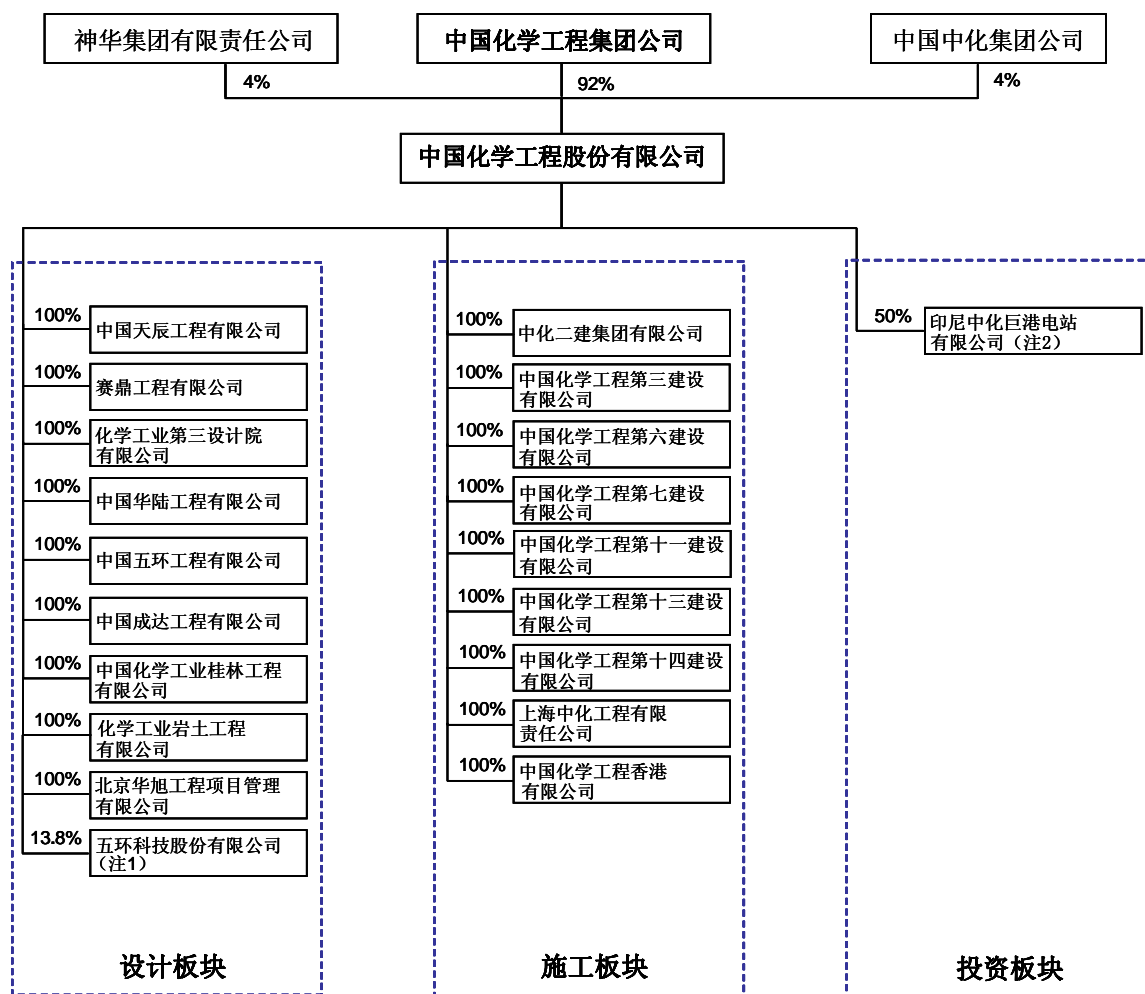 神华集团有限责任公司
中国化学工程集团公司
中国中化集团公司
4%
92%
4%
中国化学工程股份有限公司
100%
中国天辰工程有限公司
100%
赛鼎工程有限公司
100%
化学工业第三设计院
有限公司
100%
中国华陆工程有限公司
100%
中国五环工程有限公司
100%
中国成达工程有限公司
100%
中国化学工业桂林工程
有限公司
100%
化学工业岩土工程
有限公司
100%
北京华旭工程项目管理
有限公司
13.8%
五环科技股份有限公司
（注1）
设计板块
100%
中化二建集团有限公司
100%
中国化学工程第三建设
有限公司
100%
中国化学工程第六建设
有限公司
100%
中国化学工程第七建设
有限公司
100%
中国化学工程第十一建设
有限公司
100%
中国化学工程第十三建设
有限公司
100%
中国化学工程第十四建设
有限公司
100%
上海中化工程有限
责任公司
100%
中国化学工程香港
有限公司
施工板块
50%
印尼中化巨港电站
有限公司（注2）
投资板块